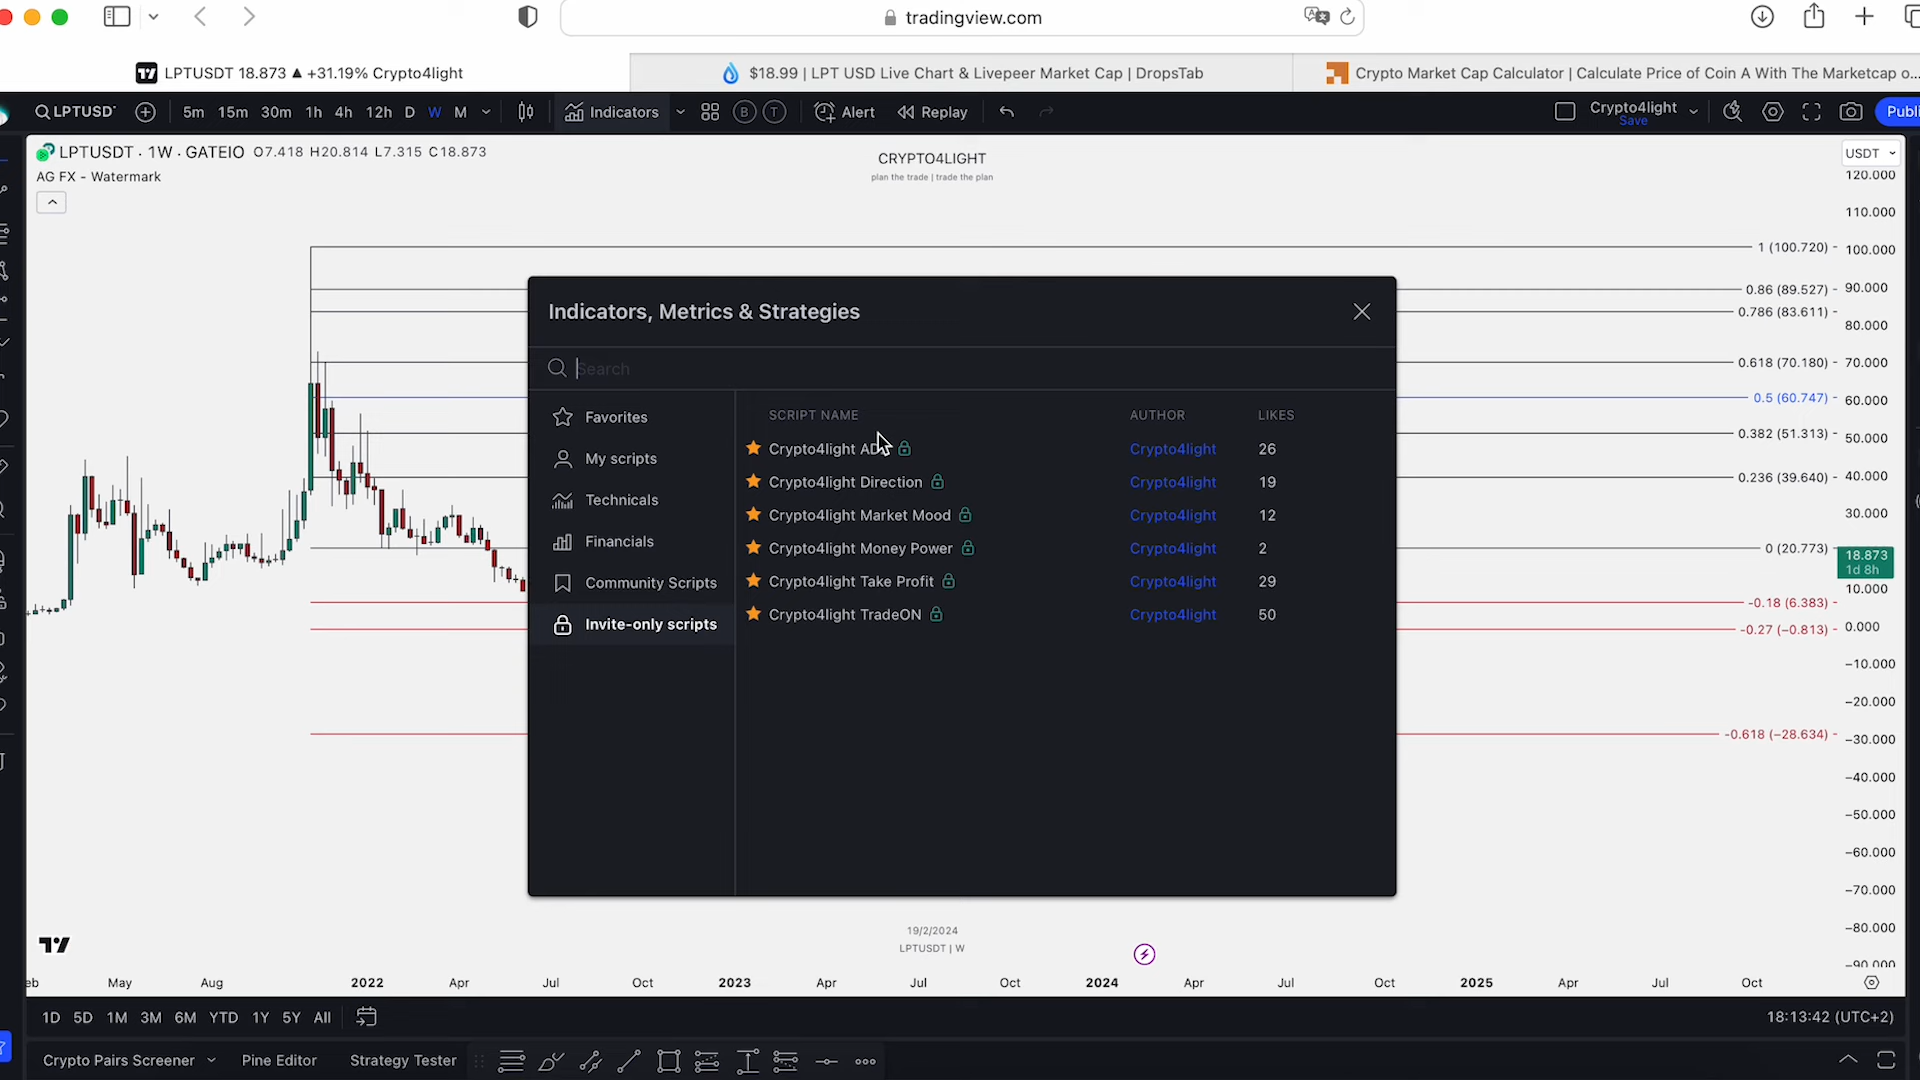 tradingview.com
LPTUSDT 18.873 ▲ +31.19% Crypto4light
$18.99 | LPT USD Live Chart & Livepeer Market Cap | DropsTab
Crypto Market Cap Calculator | Calculate Price of Coin A With The Marketcap o...
LPTUSD
5m 15m 30m 1h 4h 12h D W M
Indicators
B T
Alert
Replay
Crypto4light
Save
Publi
LPTUSDT · 1W · GATEIO O7.418 H20.814 L7.315 C18.873
AG FX - Watermark
CRYPTO4LIGHT
plan the trade | trade the plan
USDT
120.000
110.000
1 (100.720)
100.000
0.86 (89.527)
90.000
0.786 (83.611)
80.000
0.618 (70.180)
70.000
0.5 (60.747)
60.000
0.382 (51.313)
50.000
0.236 (39.640)
40.000
30.000
0 (20.773)
18.873
1d 8h
10.000
-0.18 (6.383)
-0.27 (−0.813)
0.000
−10.000
−20.000
-0.618 (−28.634)
−30.000
−40.000
−50.000
−60.000
−70.000
−80.000
−90.000
Indicators, Metrics & Strategies
Search
Favorites
My scripts
Technicals
Financials
Community Scripts
Invite-only scripts
SCRIPT NAME AUTHOR LIKES
Crypto4light Crypto4light 26
Crypto4light Direction Crypto4light 19
Crypto4light Market Mood Crypto4light 12
Crypto4light Money Power Crypto4light 2
Crypto4light Take Profit Crypto4light 29
Crypto4light TradeON Crypto4light 50
19/2/2024
LPTUSDT | W
eb May Aug 2022 Apr Jul Oct 2023 Apr Jul Oct 2024 Apr Jul Oct 2025 Apr Jul Oct
1D 5D 1M 3M 6M YTD 1Y 5Y All
18:13:42 (UTC+2)
Crypto Pairs Screener Pine Editor Strategy Tester